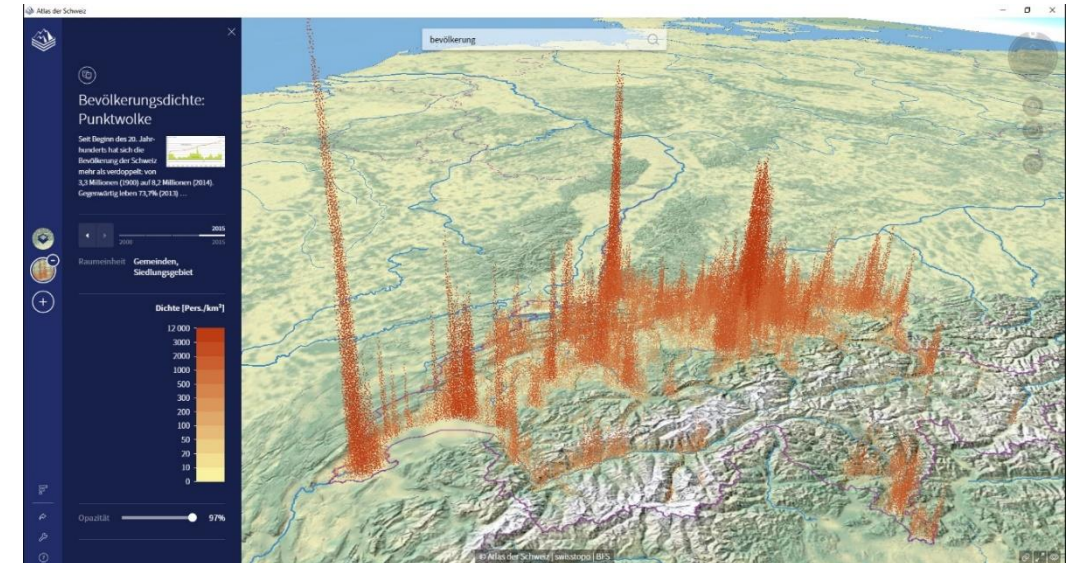 Atlas der Schweiz
bevölkerung
Bevölkerungsdichte:
Punktwolke
Seit Beginn des 20. Jahr-
hunderts hat sich die
Bevölkerung der Schweiz
mehr als verdoppelt: von
3,3 Millionen (1900) auf 8,2 Millionen (2014).
Gegenwärtig leben 73,7% (2013) ...
2015
2000
2015
Raumeinheit Gemeinden,
Siedlungsgebiet
Dichte [Pers./km²]
12 000
3000
2000
1000
500
300
200
100
50
20
10
0
Opazität 97%
© Atlas der Schweiz | swisstopo | BFS